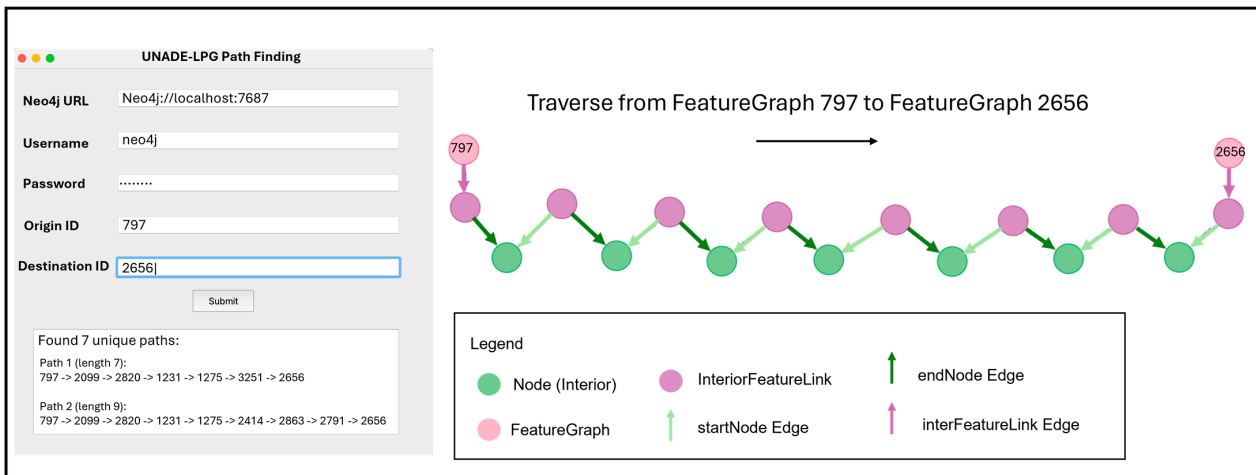 UNADE-LPG Path Finding
Neo4j URL
Neo4j://localhost:7687
Username
neo4j
Password
........
Origin ID
797
Destination ID
2656
Submit
Found 7 unique paths:
Path 1 (length 7):
797 -> 2099 -> 2820 -> 1231 -> 1275 -> 3251 -> 2656
Path 2 (length 9):
797 -> 2099 -> 2820 -> 1231 -> 1275 -> 2414 -> 2863 -> 2791 -> 2656
Traverse from FeatureGraph 797 to FeatureGraph 2656
797
2656
Legend
Node (Interior)
InteriorFeatureLink
endNode Edge
FeatureGraph
startNode Edge
interFeatureLink Edge